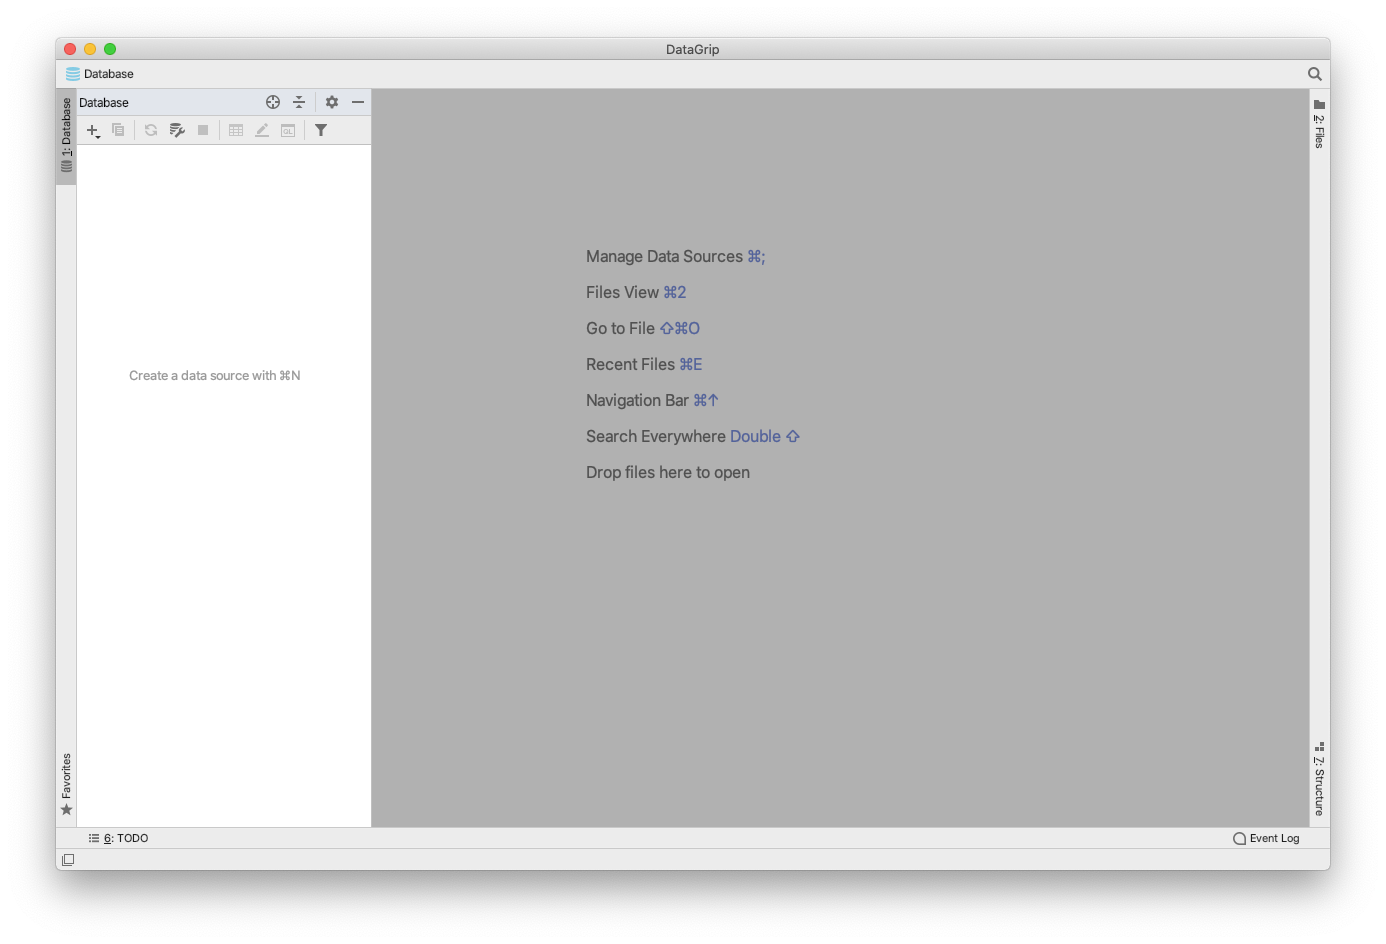 DataGrip
Database
Database
1: Database
QL
2: Files
Manage Data Sources ⌘;
Files View ⌘2
Go to File ⇧⌘O
Recent Files ⌘E
Create a data source with ⌘N
Navigation Bar ⌘↑
Search Everywhere Double ⇧
Drop files here to open
Favorites
7: Structure
6: TODO
Event Log